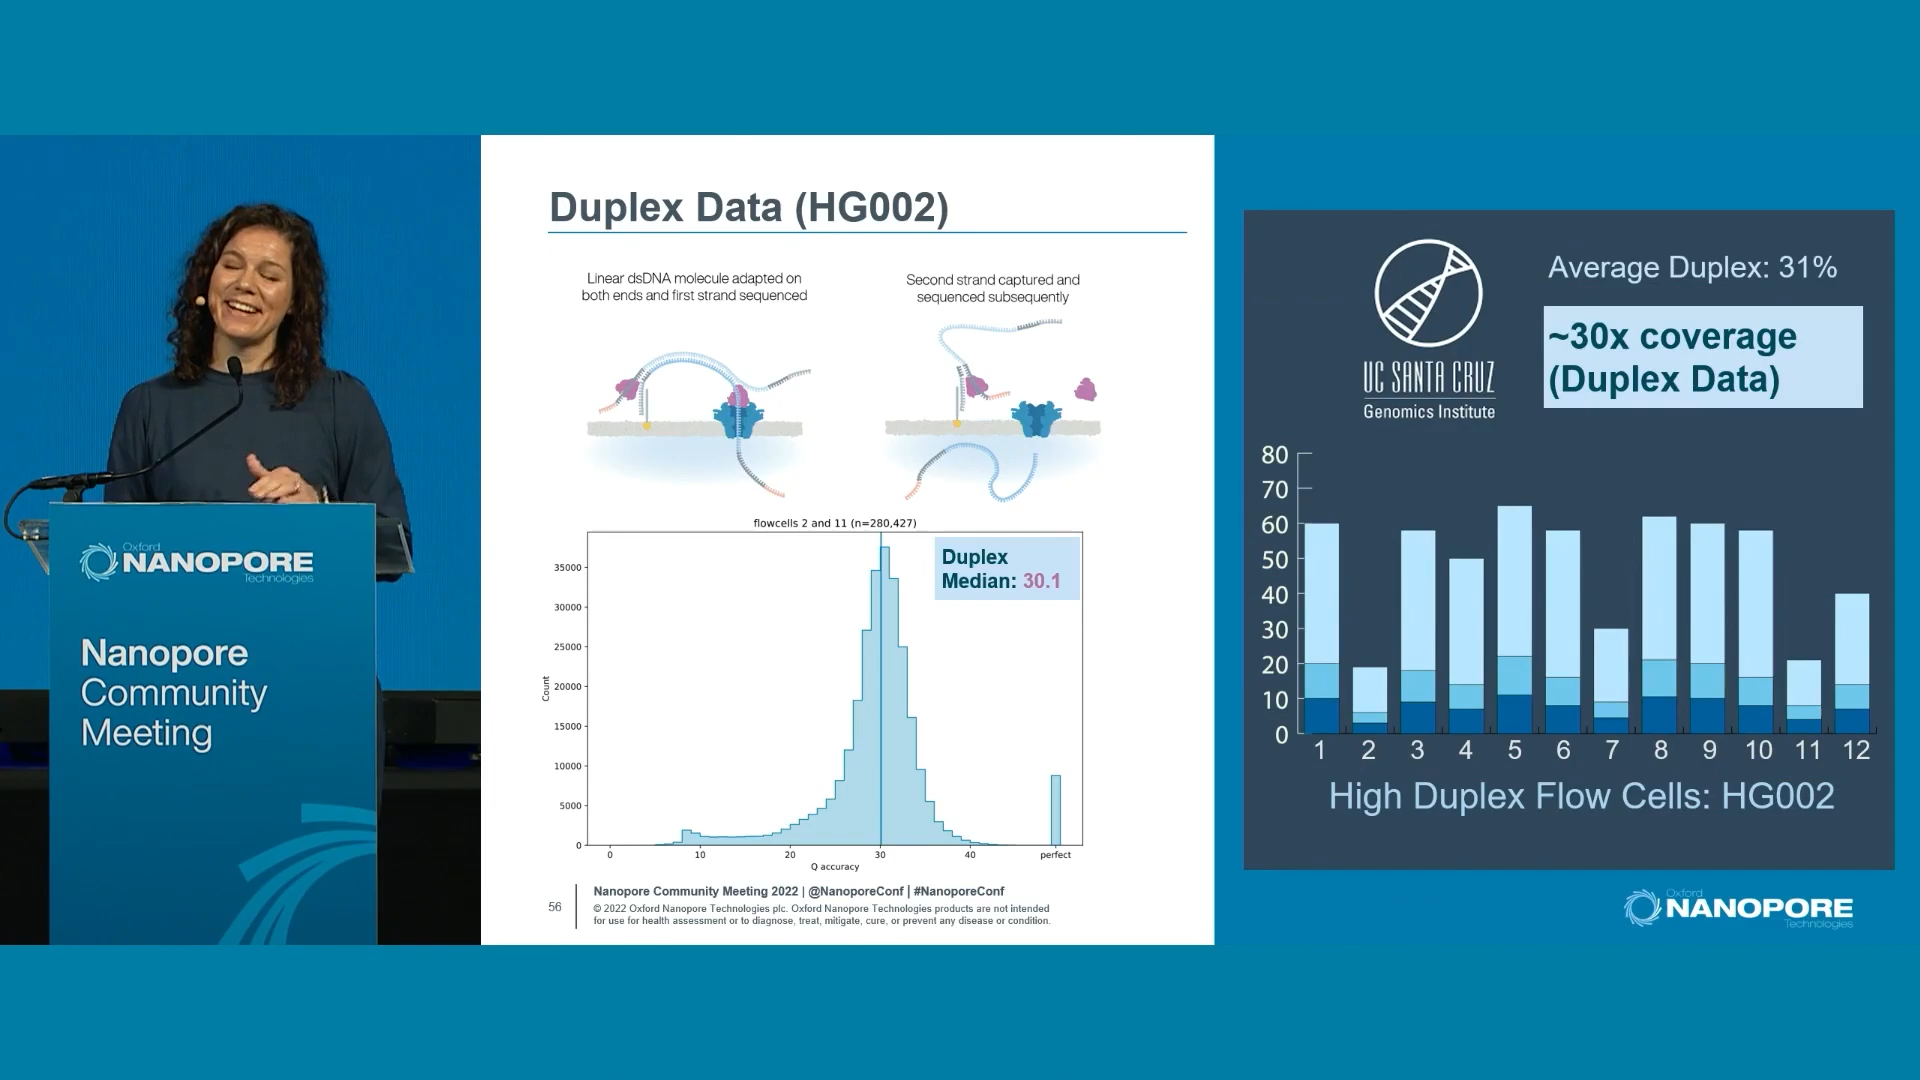 Oxford
NANOPORE
Technologies
Nanopore
Community
Meeting
Duplex Data (HG002)
Linear dsDNA molecule adapted on
both ends and first strand sequenced
Second strand captured and
sequenced subsequently
flowcells 2 and 11 (n=280,427)
Duplex
Median: 30.1
Count
35000
30000
25000
20000
15000
10000
5000
0
0 10 20 30 40 perfect
Q accuracy
56
Nanopore Community Meeting 2022 | @NanoporeConf | #NanoporeConf
© 2022 Oxford Nanopore Technologies plc. Oxford Nanopore Technologies products are not intended
for use for health assessment or to diagnose, treat, mitigate, cure, or prevent any disease or condition.
UC SANTA CRUZ
Genomics Institute
Average Duplex: 31%
~30x coverage
(Duplex Data)
80
70
60
50
40
30
20
10
0
1 2 3 4 5 6 7 8 9 10 11 12
High Duplex Flow Cells: HG002
Oxford
NANOPORE
Technologies